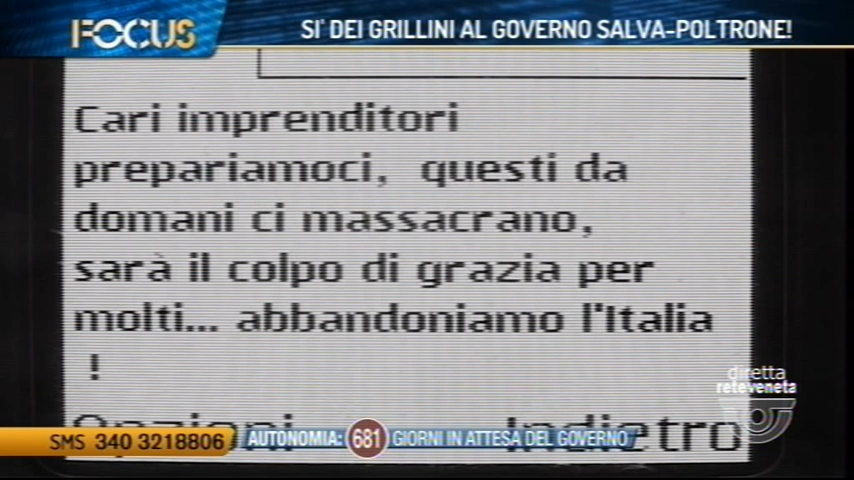 FOCUS
SI' DEI GRILLINI AL GOVERNO SALVA-POLTRONE!
Cari imprenditori
prepariamoci, questi da
domani ci massacrano,
sarà il colpo di grazia per
molti... abbandoniamo l'Italia
!
diretta
reteveneta
Opzioni Indietro
SMS 340 3218806 AUTONOMIA: 681 GIORNI IN ATTESA DEL GOVERNO